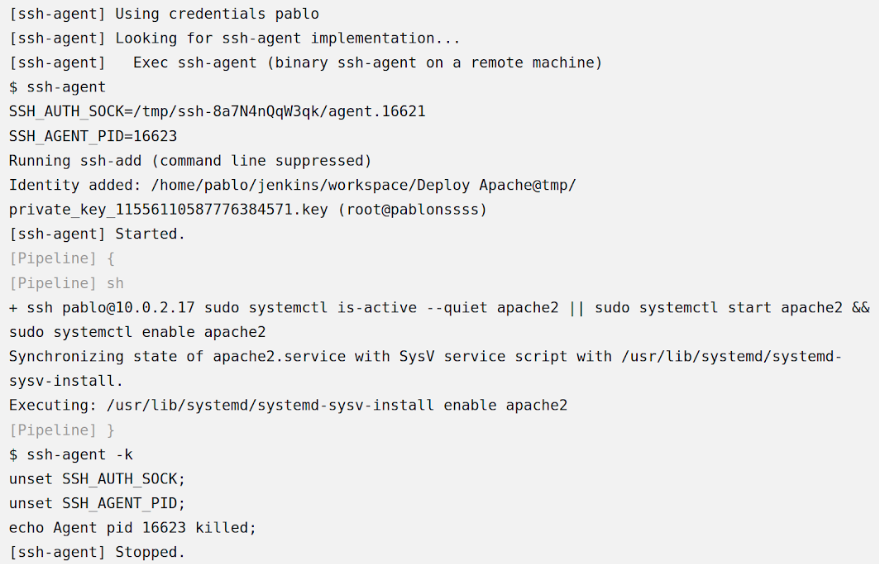 [ssh-agent] Using credentials pablo
[ssh-agent] Looking for ssh-agent implementation...
[ssh-agent]   Exec ssh-agent (binary ssh-agent on a remote machine)
$ ssh-agent
SSH_AUTH_SOCK=/tmp/ssh-8a7N4nQqW3qk/agent.16621
SSH_AGENT_PID=16623
Running ssh-add (command line suppressed)
Identity added: /home/pablo/jenkins/workspace/Deploy Apache@tmp/
private_key_11556110587776384571.key (root@pablonssss)
[ssh-agent] Started.
[Pipeline] {
[Pipeline] sh
+ ssh pablo@10.0.2.17 sudo systemctl is-active --quiet apache2 || sudo systemctl start apache2 &&
sudo systemctl enable apache2
Synchronizing state of apache2.service with SysV service script with /usr/lib/systemd/systemd-
sysv-install.
Executing: /usr/lib/systemd/systemd-sysv-install enable apache2
[Pipeline] }
$ ssh-agent -k
unset SSH_AUTH_SOCK;
unset SSH_AGENT_PID;
echo Agent pid 16623 killed;
[ssh-agent] Stopped.